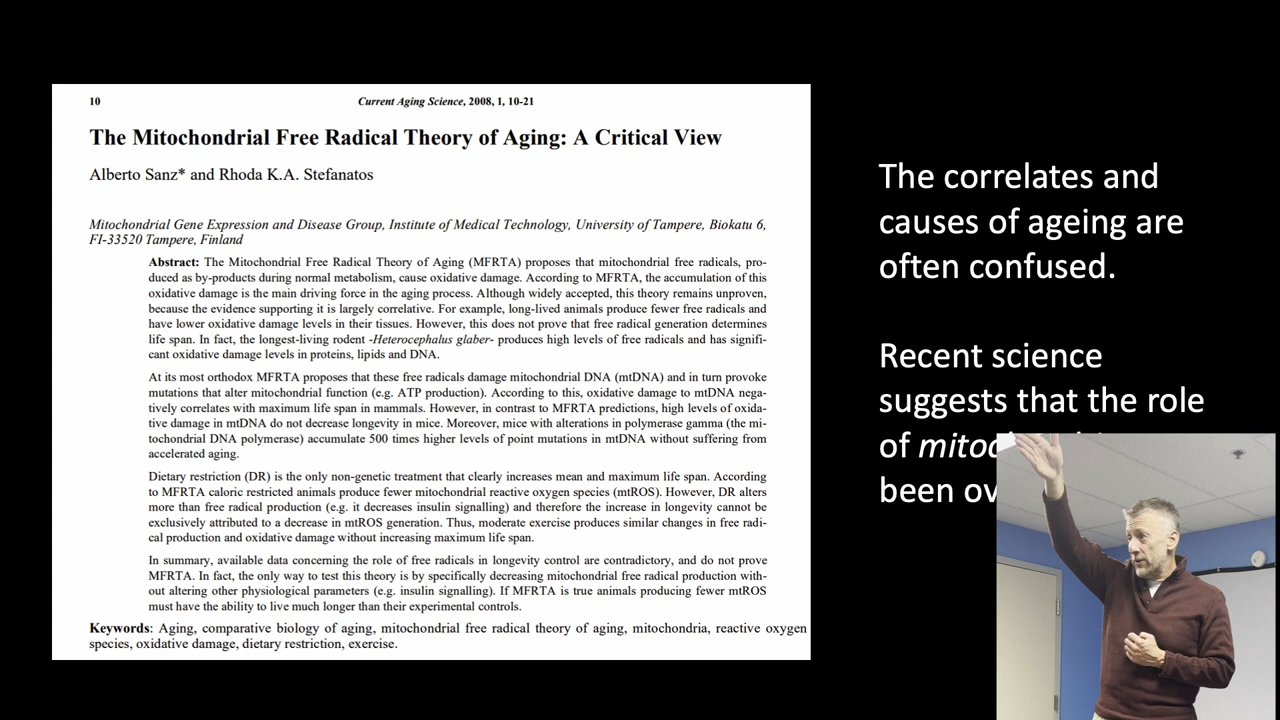 10
Current Aging Science, 2008, 1, 10-21
The Mitochondrial Free Radical Theory of Aging: A Critical View
Alberto Sanz* and Rhoda K.A. Stefanatos
Mitochondrial Gene Expression and Disease Group, Institute of Medical Technology, University of Tampere, Biokatu 6,
FI-33520 Tampere, Finland
Abstract: The Mitochondrial Free Radical Theory of Aging (MFRTA) proposes that mitochondrial free radicals, pro-
duced as by-products during normal metabolism, cause oxidative damage. According to MFRTA, the accumulation of this
oxidative damage is the main driving force in the aging process. Although widely accepted, this theory remains unproven,
because the evidence supporting it is largely correlative. For example, long-lived animals produce fewer free radicals and
have lower oxidative damage levels in their tissues. However, this does not prove that free radical generation determines
life span. In fact, the longest-living rodent -Heterocephalus glaber- produces high levels of free radicals and has signifi-
cant oxidative damage levels in proteins, lipids and DNA.
At its most orthodox MFRTA proposes that these free radicals damage mitochondrial DNA (mtDNA) and in turn provoke
mutations that alter mitochondrial function (e.g. ATP production). According to this, oxidative damage to mtDNA nega-
tively correlates with maximum life span in mammals. However, in contrast to MFRTA predictions, high levels of oxida-
tive damage in mtDNA do not decrease longevity in mice. Moreover, mice with alterations in polymerase gamma (the mi-
tochondrial DNA polymerase) accumulate 500 times higher levels of point mutations in mtDNA without suffering from
accelerated aging.
Dietary restriction (DR) is the only non-genetic treatment that clearly increases mean and maximum life span. According
to MFRTA caloric restricted animals produce fewer mitochondrial reactive oxygen species (mtROS). However, DR alters
more than free radical production (e.g. it decreases insulin signalling) and therefore the increase in longevity cannot be
exclusively attributed to a decrease in mtROS generation. Thus, moderate exercise produces similar changes in free radi-
cal production and oxidative damage without increasing maximum life span.
In summary, available data concerning the role of free radicals in longevity control are contradictory, and do not prove
MFRTA. In fact, the only way to test this theory is by specifically decreasing mitochondrial free radical production with-
out altering other physiological parameters (e.g. insulin signalling). If MFRTA is true animals producing fewer mtROS
must have the ability to live much longer than their experimental controls.
Keywords: Aging, comparative biology of aging, mitochondrial free radical theory of aging, mitochondria, reactive oxygen
species, oxidative damage, dietary restriction, exercise.
The correlates and
causes of ageing are
often confused.
Recent science
suggests that the role
of
been